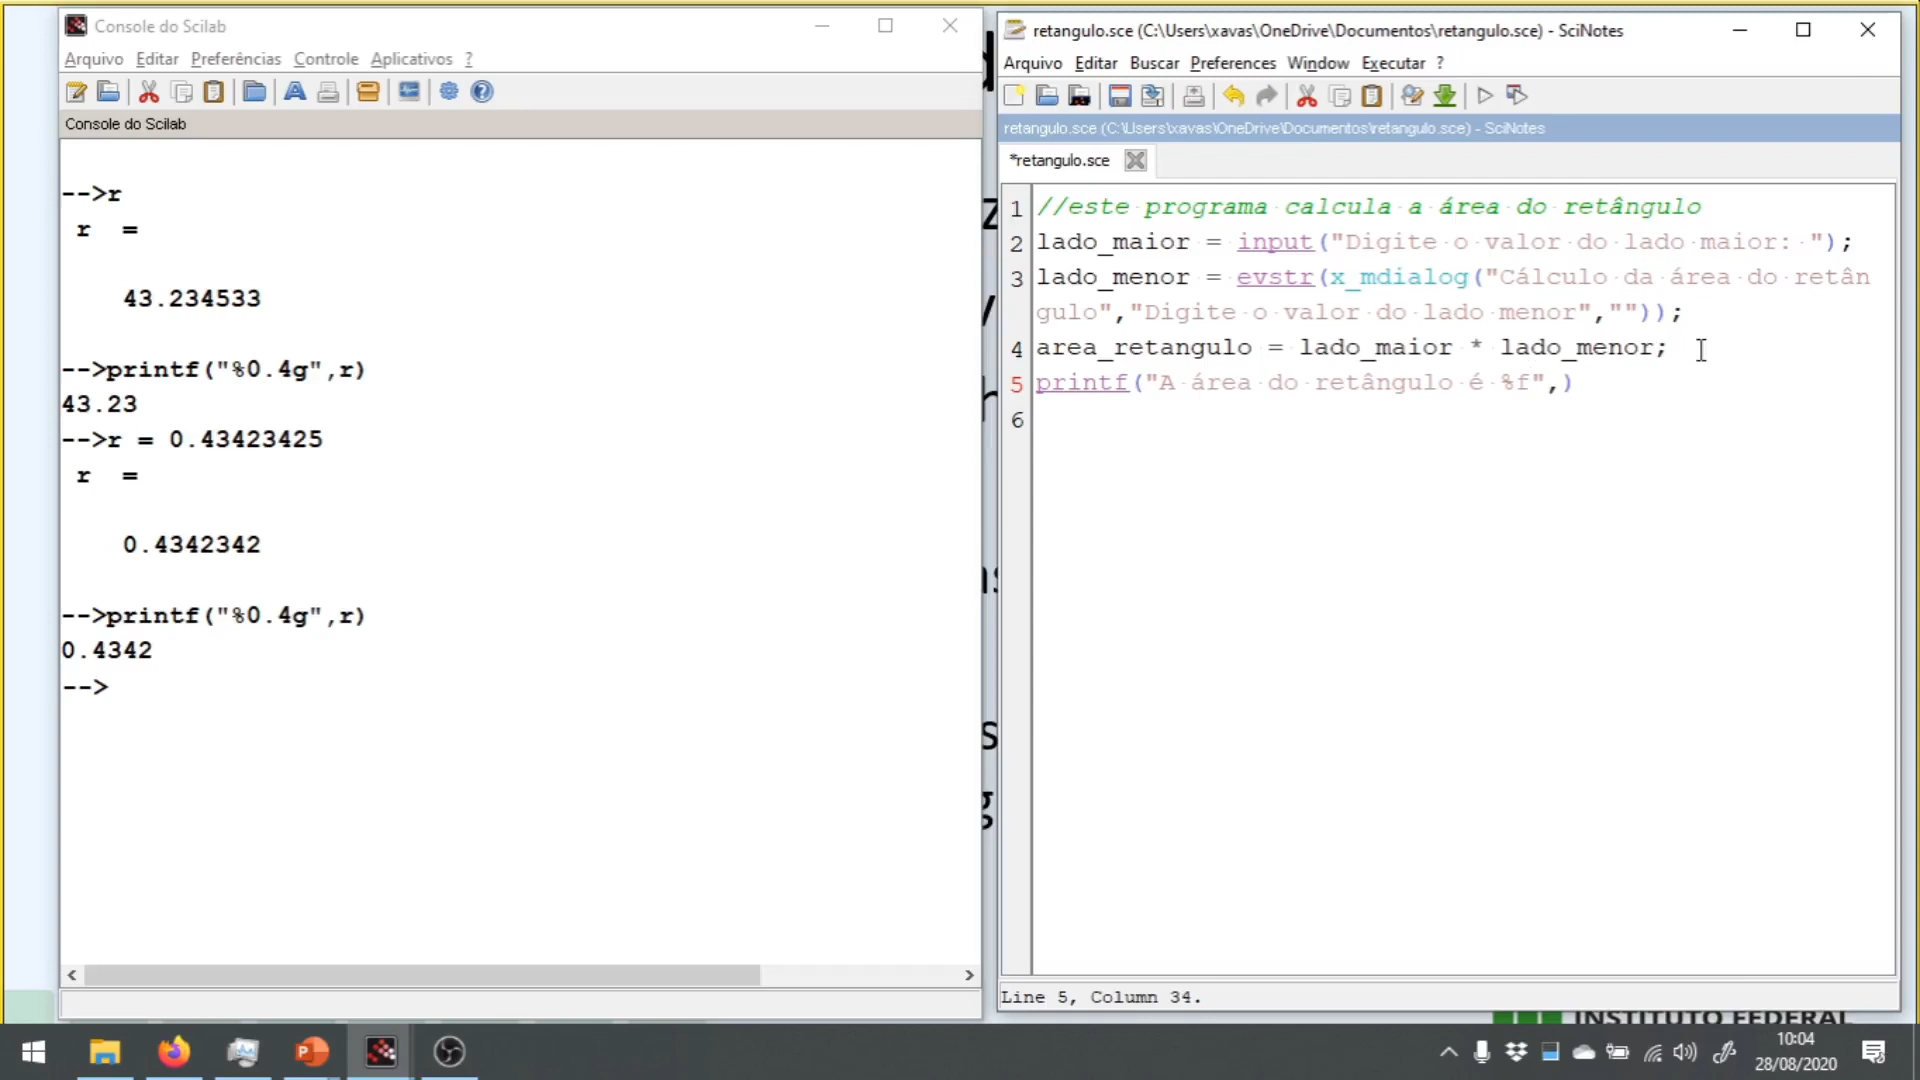 Console do Scilab
Arquivo Editar Preferências Controle Aplicativos ?
Console do Scilab
-->r
r =
43.234533
-->printf("%0.4g",r)
43.23
-->r = 0.43423425
r =
0.4342342
-->printf("%0.4g",r)
0.4342
-->
retangulo.sce (C:\Users\xavas\OneDrive\Documentos\retangulo.sce) - SciNotes
Arquivo Editar Buscar Preferences Window Executar ?
retangulo.sce (C:\Users\xavas\OneDrive\Documentos\retangulo.sce) - SciNotes
*retangulo.sce
1 //este programa calcula a área do retângulo
2 lado_maior = input("Digite o valor do lado maior: ");
3 lado_menor = evstr(x_mdialog("Cálculo da área do retân
gulo","Digite o valor do lado menor",""));
4 area_retangulo = lado_maior * lado_menor;
5 printf("A área do retângulo é %f",)
6
Line 5, Column 34.
INSTITUTO FEDERAL
10:04
28/08/2020